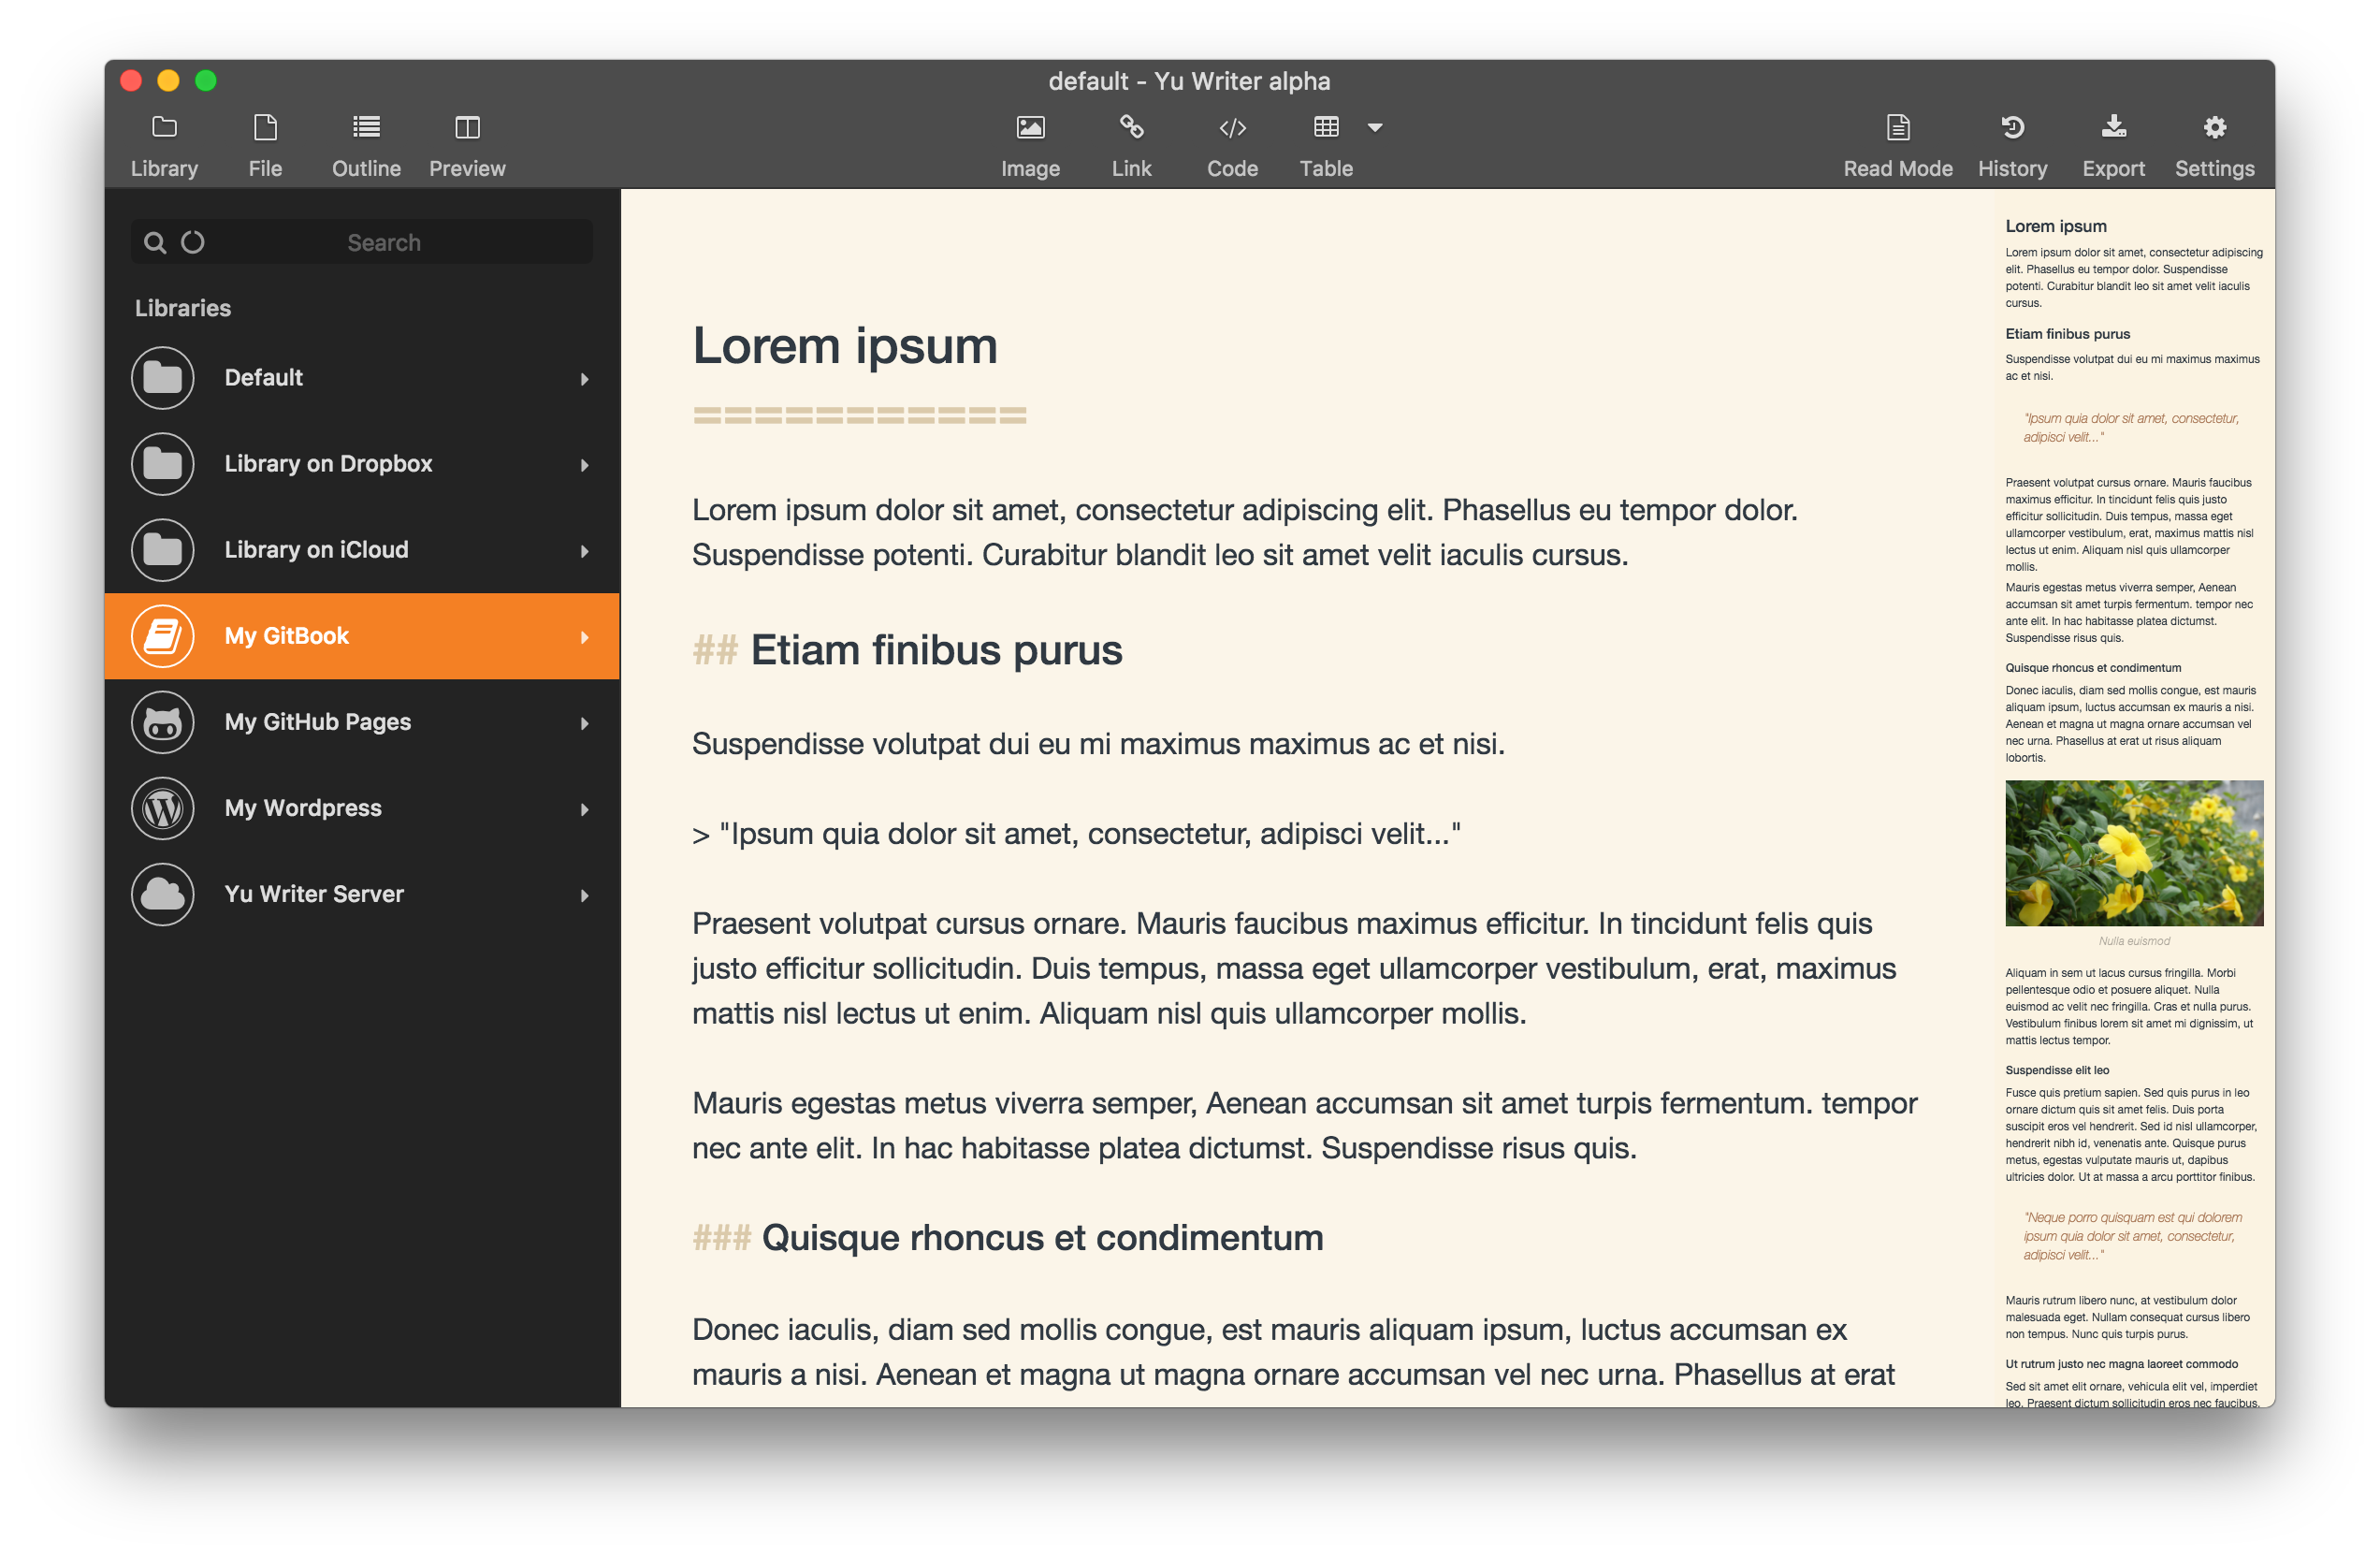 default - Yu Writer alpha
Library File Outline Preview Image Link Code Table Read Mode History Export Settings
Search
Libraries
Default
Library on Dropbox
Library on iCloud
My GitBook
My GitHub Pages
My Wordpress
Yu Writer Server
Lorem ipsum
===========
Lorem ipsum dolor sit amet, consectetur adipiscing elit. Phasellus eu tempor dolor.
Suspendisse potenti. Curabitur blandit leo sit amet velit iaculis cursus.
## Etiam finibus purus
Suspendisse volutpat dui eu mi maximus maximus ac et nisi.
> "Ipsum quia dolor sit amet, consectetur, adipisci velit..."
Praesent volutpat cursus ornare. Mauris faucibus maximus efficitur. In tincidunt felis quis
justo efficitur sollicitudin. Duis tempus, massa eget ullamcorper vestibulum, erat, maximus
mattis nisl lectus ut enim. Aliquam nisl quis ullamcorper mollis.
Mauris egestas metus viverra semper, Aenean accumsan sit amet turpis fermentum. tempor
nec ante elit. In hac habitasse platea dictumst. Suspendisse risus quis.
### Quisque rhoncus et condimentum
Donec iaculis, diam sed mollis congue, est mauris aliquam ipsum, luctus accumsan ex
mauris a nisi. Aenean et magna ut magna ornare accumsan vel nec urna. Phasellus at erat
Lorem ipsum
Lorem ipsum dolor sit amet, consectetur adipiscing
elit. Phasellus eu tempor dolor. Suspendisse
potenti. Curabitur blandit leo sit amet velit iaculis
cursus.
Etiam finibus purus
Suspendisse volutpat dui eu mi maximus maximus
ac et nisi.
"Ipsum quia dolor sit amet, consectetur,
adipisci velit..."
Praesent volutpat cursus ornare. Mauris faucibus
maximus efficitur. In tincidunt felis quis justo
efficitur sollicitudin. Duis tempus, massa eget
ullamcorper vestibulum, erat, maximus mattis nisl
lectus ut enim. Aliquam nisl quis ullamcorper
mollis.
Mauris egestas metus viverra semper, Aenean
accumsan sit amet turpis fermentum. tempor nec
ante elit. In hac habitasse platea dictumst.
Suspendisse risus quis.
Quisque rhoncus et condimentum
Donec iaculis, diam sed mollis congue, est mauris
aliquam ipsum, luctus accumsan ex mauris a nisi.
Aenean et magna ut magna ornare accumsan vel
nec urna. Phasellus at erat ut risus aliquam
lobortis.
Nulla euismod
Aliquam in sem ut lacus cursus fringilla. Morbi
pellentesque odio et posuere aliquet. Nulla
euismod ac velit nec fringilla. Cras et nulla purus.
Vestibulum finibus lorem sit amet mi dignissim, ut
mattis lectus tempor.
Suspendisse elit leo
Fusce quis pretium sapien. Sed quis purus in leo
ornare dictum quis sit amet felis. Duis porta
suscipit eros vel hendrerit. Sed id nisl ullamcorper,
hendrerit nibh id, venenatis ante. Quisque purus
metus, egestas vulputate mauris ut, dapibus
ultricies dolor. Ut at massa a arcu porttitor finibus.
"Neque porro quisquam est qui dolorem
ipsum quia dolor sit amet, consectetur,
adipisci velit..."
Mauris rutrum libero nunc, at vestibulum dolor
malesuada eget. Nullam consequat cursus libero
non tempus. Nunc quis turpis purus.
Ut rutrum justo nec magna laoreet commodo
Sed sit amet elit ornare, vehicula elit vel, imperdiet
leo. Praesent dictum sollicitudin eros nec faucibus.